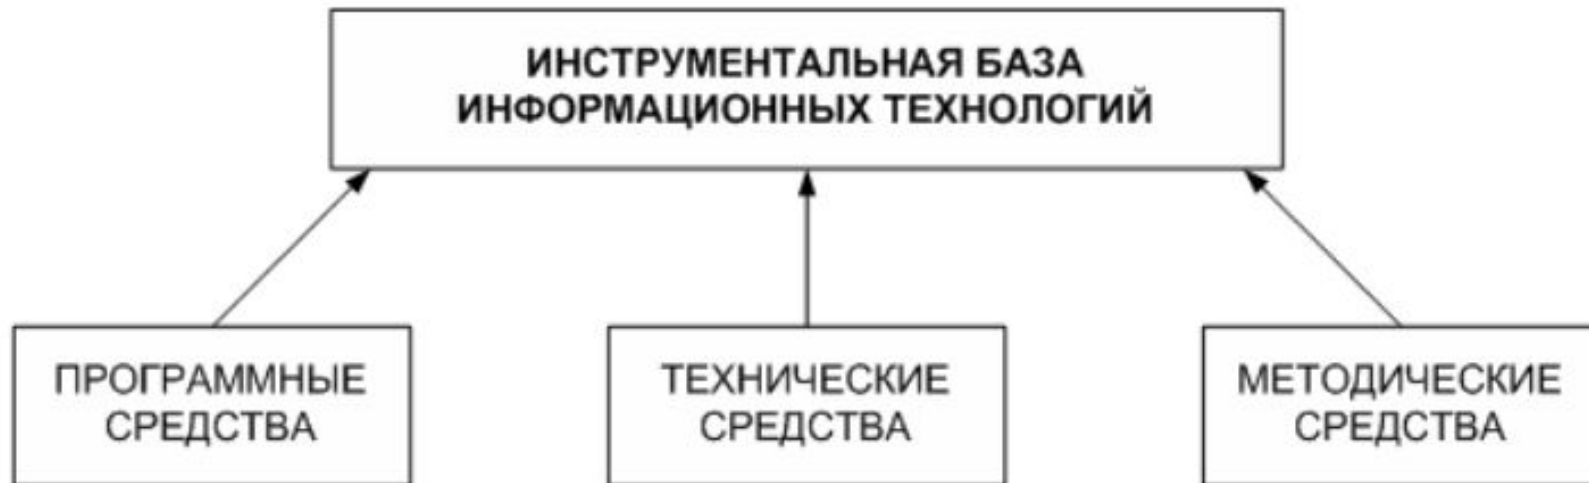 ИНСТРУМЕНТАЛЬНАЯ БАЗА
ИНФОРМАЦИОННЫХ ТЕХНОЛОГИЙ
ПРОГРАММНЫЕ
СРЕДСТВА
ТЕХНИЧЕСКИЕ
СРЕДСТВА
МЕТОДИЧЕСКИЕ
СРЕДСТВА